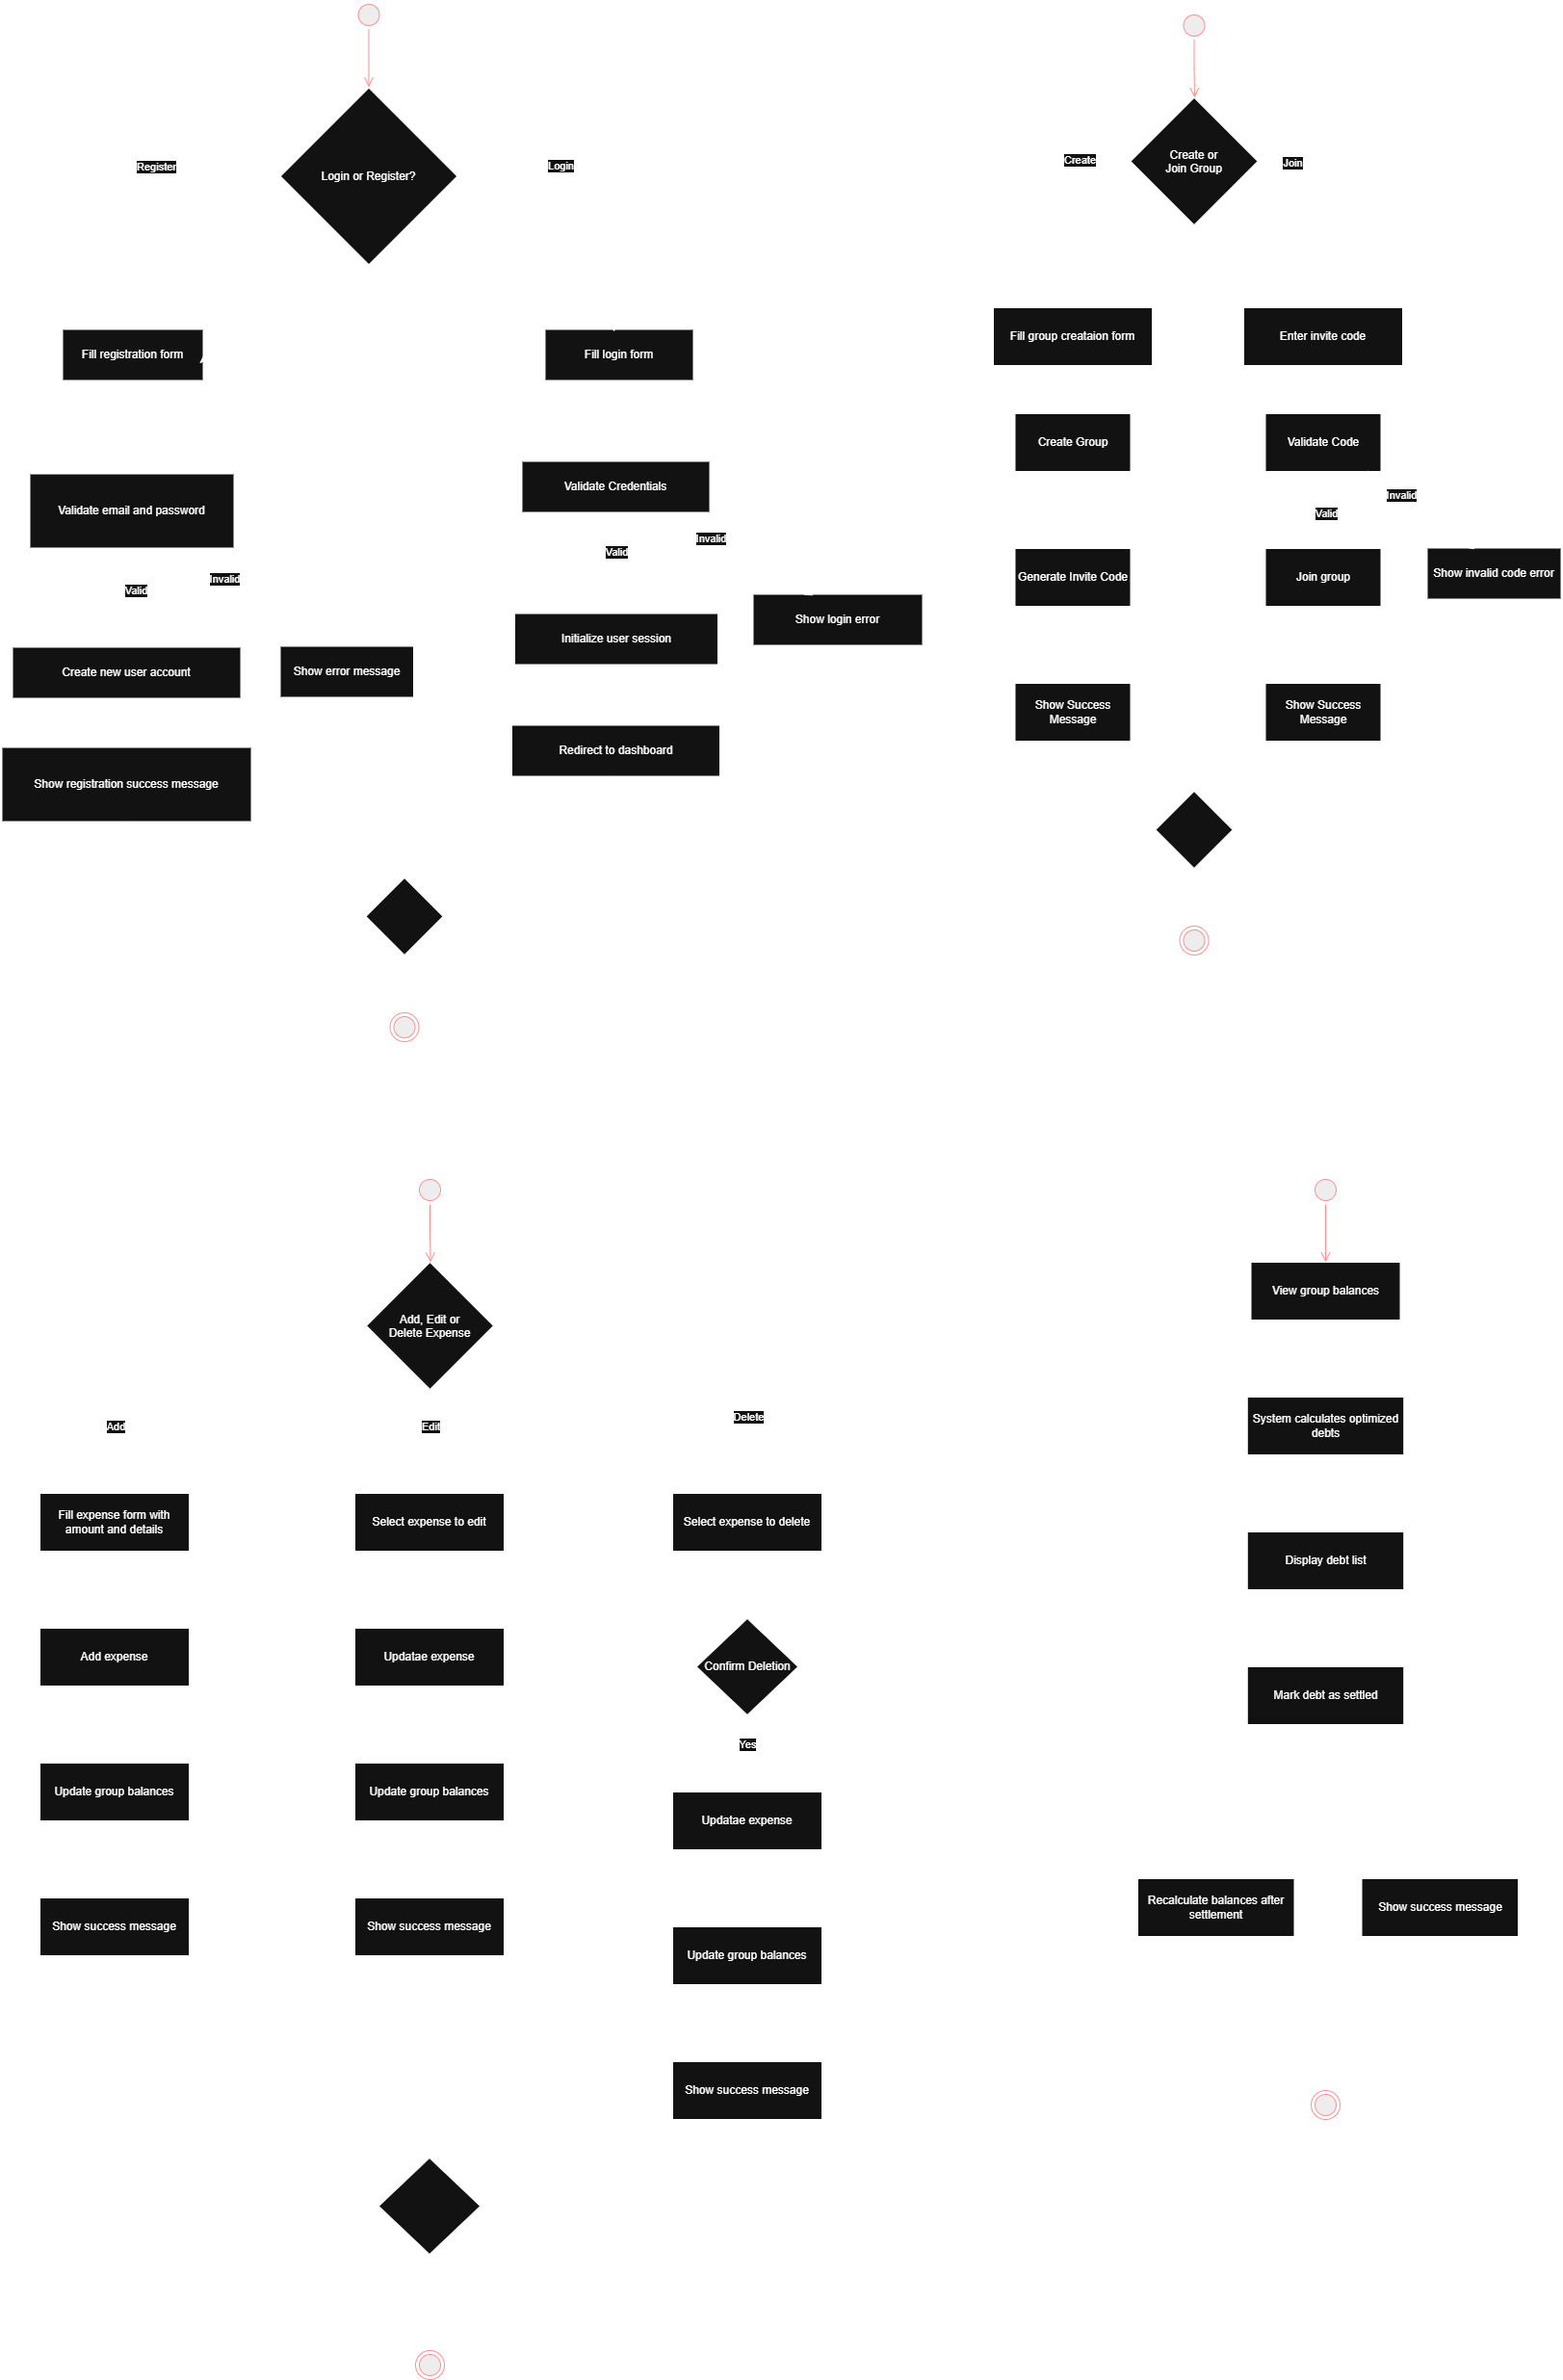 Login or Register?
Register
Login
Fill registration form
Fill login form
Validate email and password
Validate Credentials
Valid
Invalid
Valid
Invalid
Create new user account
Show error message
Initialize user session
Show login error
Show registration success message
Redirect to dashboard
Create or
Join Group
Create
Join
Fill group creataion form
Enter invite code
Create Group
Validate Code
Invalid
Valid
Generate Invite Code
Join group
Show invalid code error
Show Success
Message
Show Success
Message
Add, Edit or
Delete Expense
Add
Edit
Delete
Fill expense form with
amount and details
Select expense to edit
Select expense to delete
Add expense
Updatae expense
Confirm Deletion
Yes
Update group balances
Update group balances
Updatae expense
Show success message
Show success message
Update group balances
Show success message
View group balances
System calculates optimized
debts
Display debt list
Mark debt as settled
Recalculate balances after
settlement
Show success message